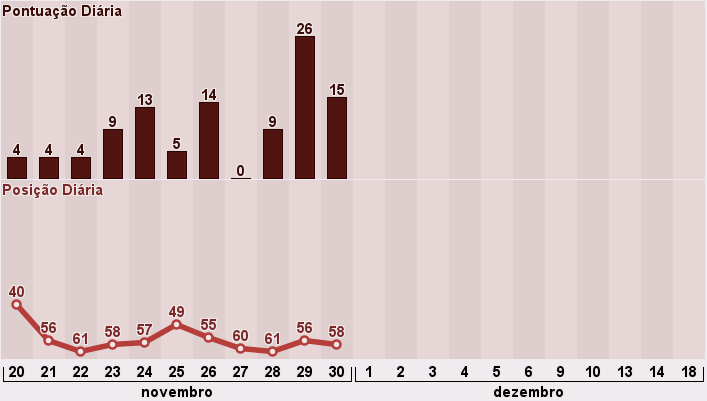 Pontuação Diária
4 4 4 9 13 5 14 0 9 26 15
Posição Diária
40 56 61 58 57 49 55 60 61 56 58
20 21 22 23 24 25 26 27 28 29 30 1 2 3 4 5 6 9 10 13 14 18
novembro dezembro